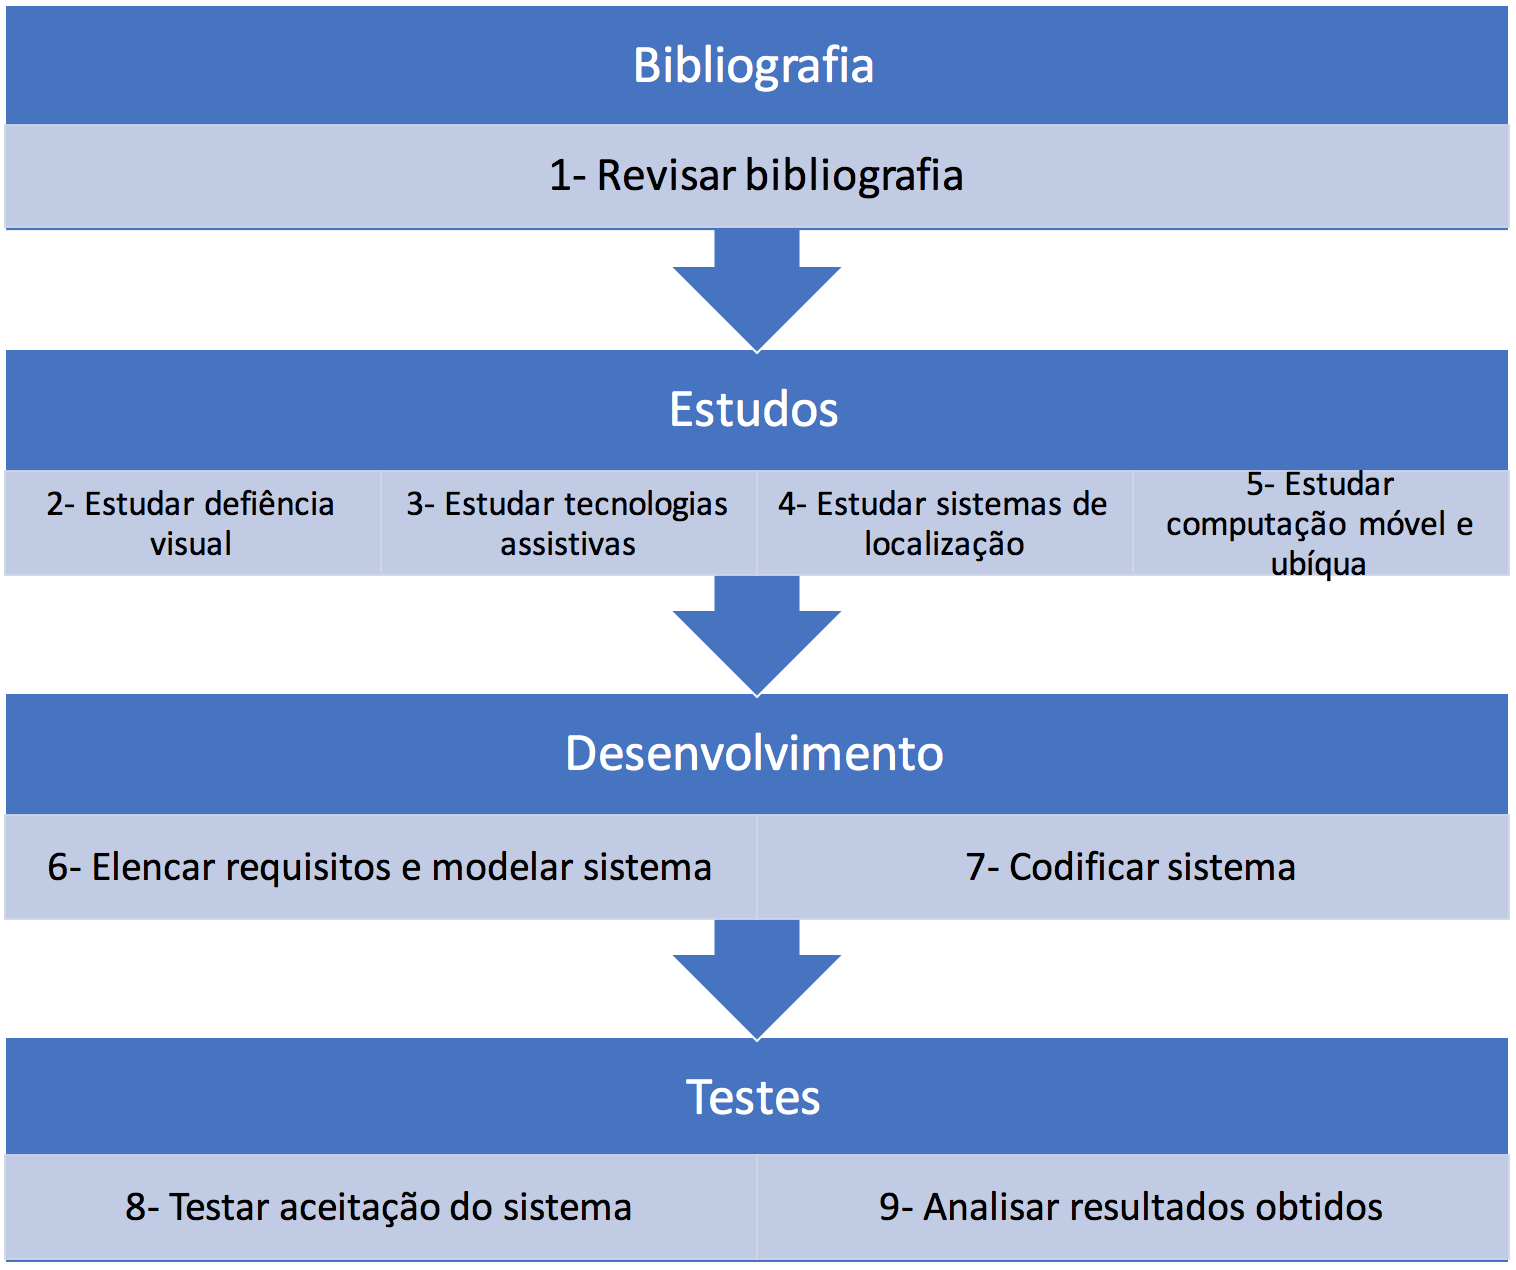 Bibliografia
1- Revisar bibliografia
Estudos
2- Estudar defiência
visual
3- Estudar tecnologias
assistivas
4- Estudar sistemas de
localização
5- Estudar
computação móvel e
ubíqua
Desenvolvimento
6- Elencar requisitos e modelar sistema
7- Codificar sistema
Testes
8- Testar aceitação do sistema
9- Analisar resultados obtidos